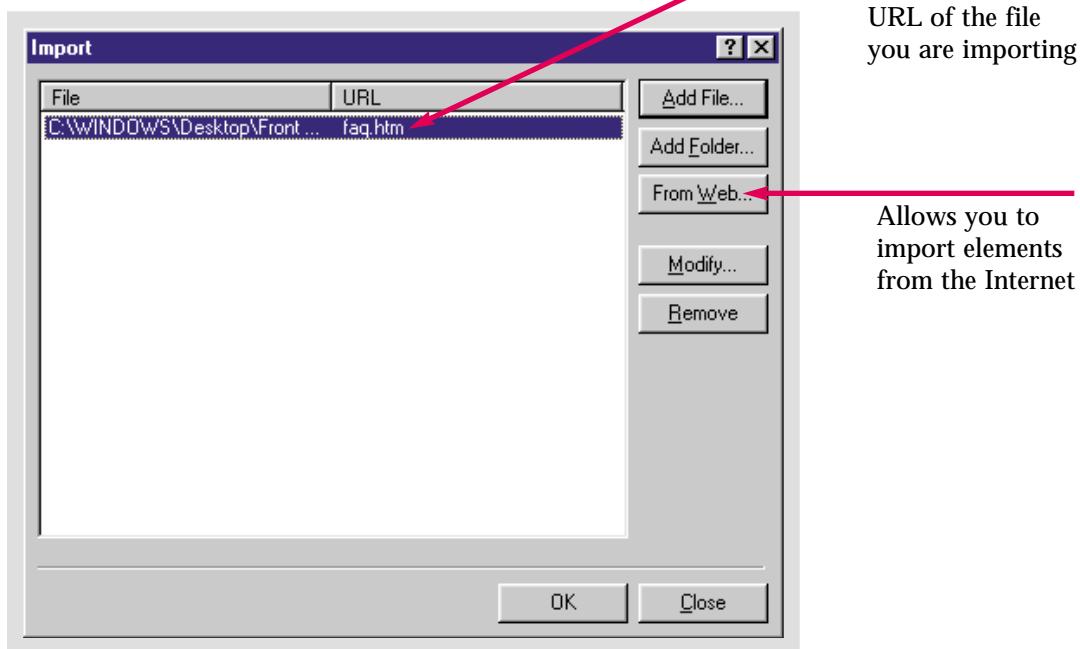 URL of the file
you are importing
Import
File URL
C:\WINDOWS\Desktop\Front ... faq.htm
Add File...
Add Folder...
From Web...
Allows you to
import elements
from the Internet
Modify...
Remove
OK Close